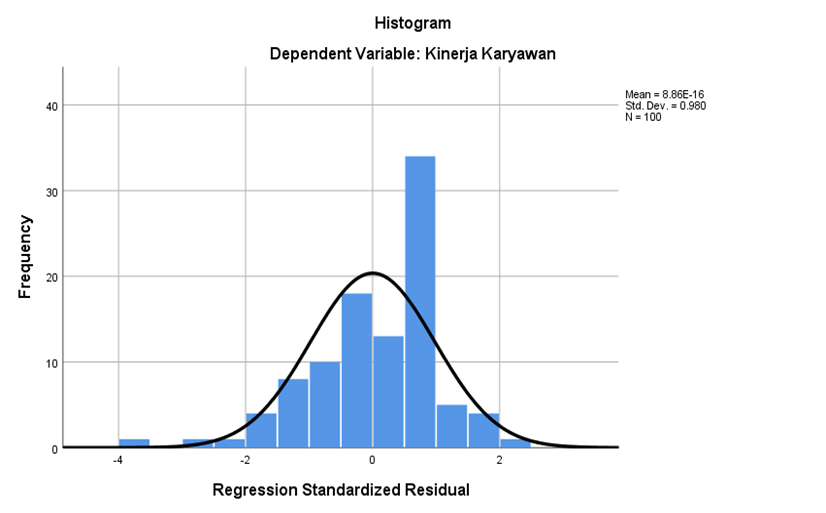 Histogram
Dependent Variable: Kinerja Karyawan
Mean = 8.86E-16
Std. Dev. = 0.980
N = 100
Frequency
40
30
20
10
0
-4
-2
0
2
Regression Standardized Residual